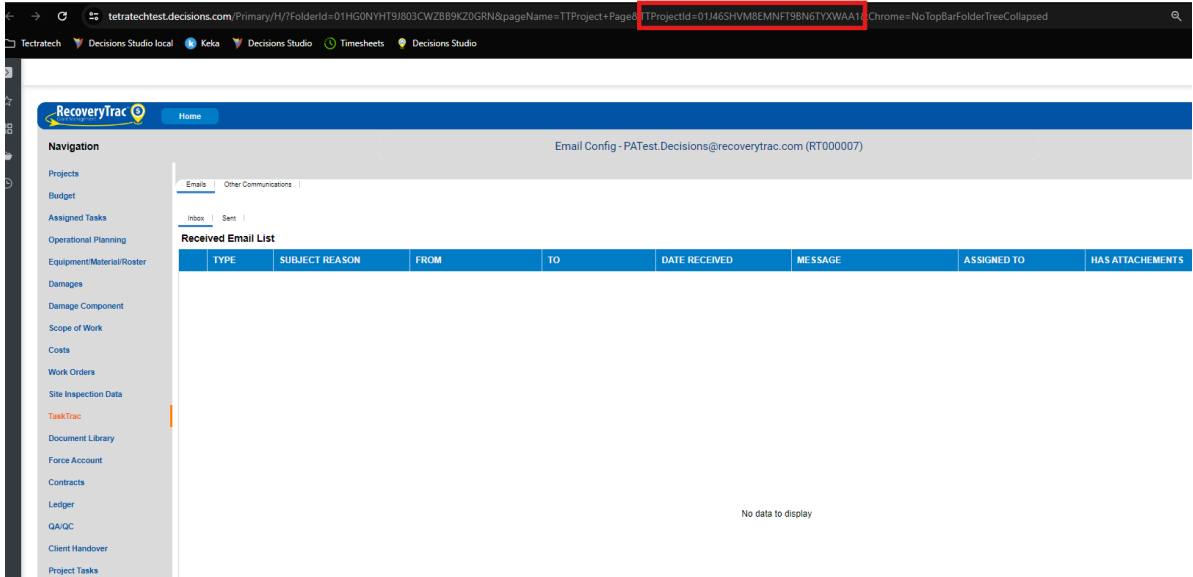 tetratechtest.decisions.com/Primary/H/?FolderId=01HG0NYHT9J803CWZBB9KZ0GRN&pageName=TTProject+Page&TTProjectId=01J46SHVM8EMNFT9BN6TYXWAA1&Chrome=NoTopBarFolderTreeCollapsed
Tectratech Decisions Studio local Keka Decisions Studio Timesheets Decisions Studio
RecoveryTrac Home
Navigation
Email Config - PATest.Decisions@recoverytrac.com (RT000007)
Projects
Budget
Assigned Tasks
Operational Planning
Equipment/Material/Roster
Damages
Damage Component
Scope of Work
Costs
Work Orders
Site Inspection Data
TaskTrac
Document Library
Force Account
Contracts
Ledger
QA/QC
Client Handover
Project Tasks
Emails Other Communications
Inbox Sent
Received Email List
TYPE SUBJECT REASON FROM TO DATE RECEIVED MESSAGE ASSIGNED TO HAS ATTACHEMENTS
No data to display